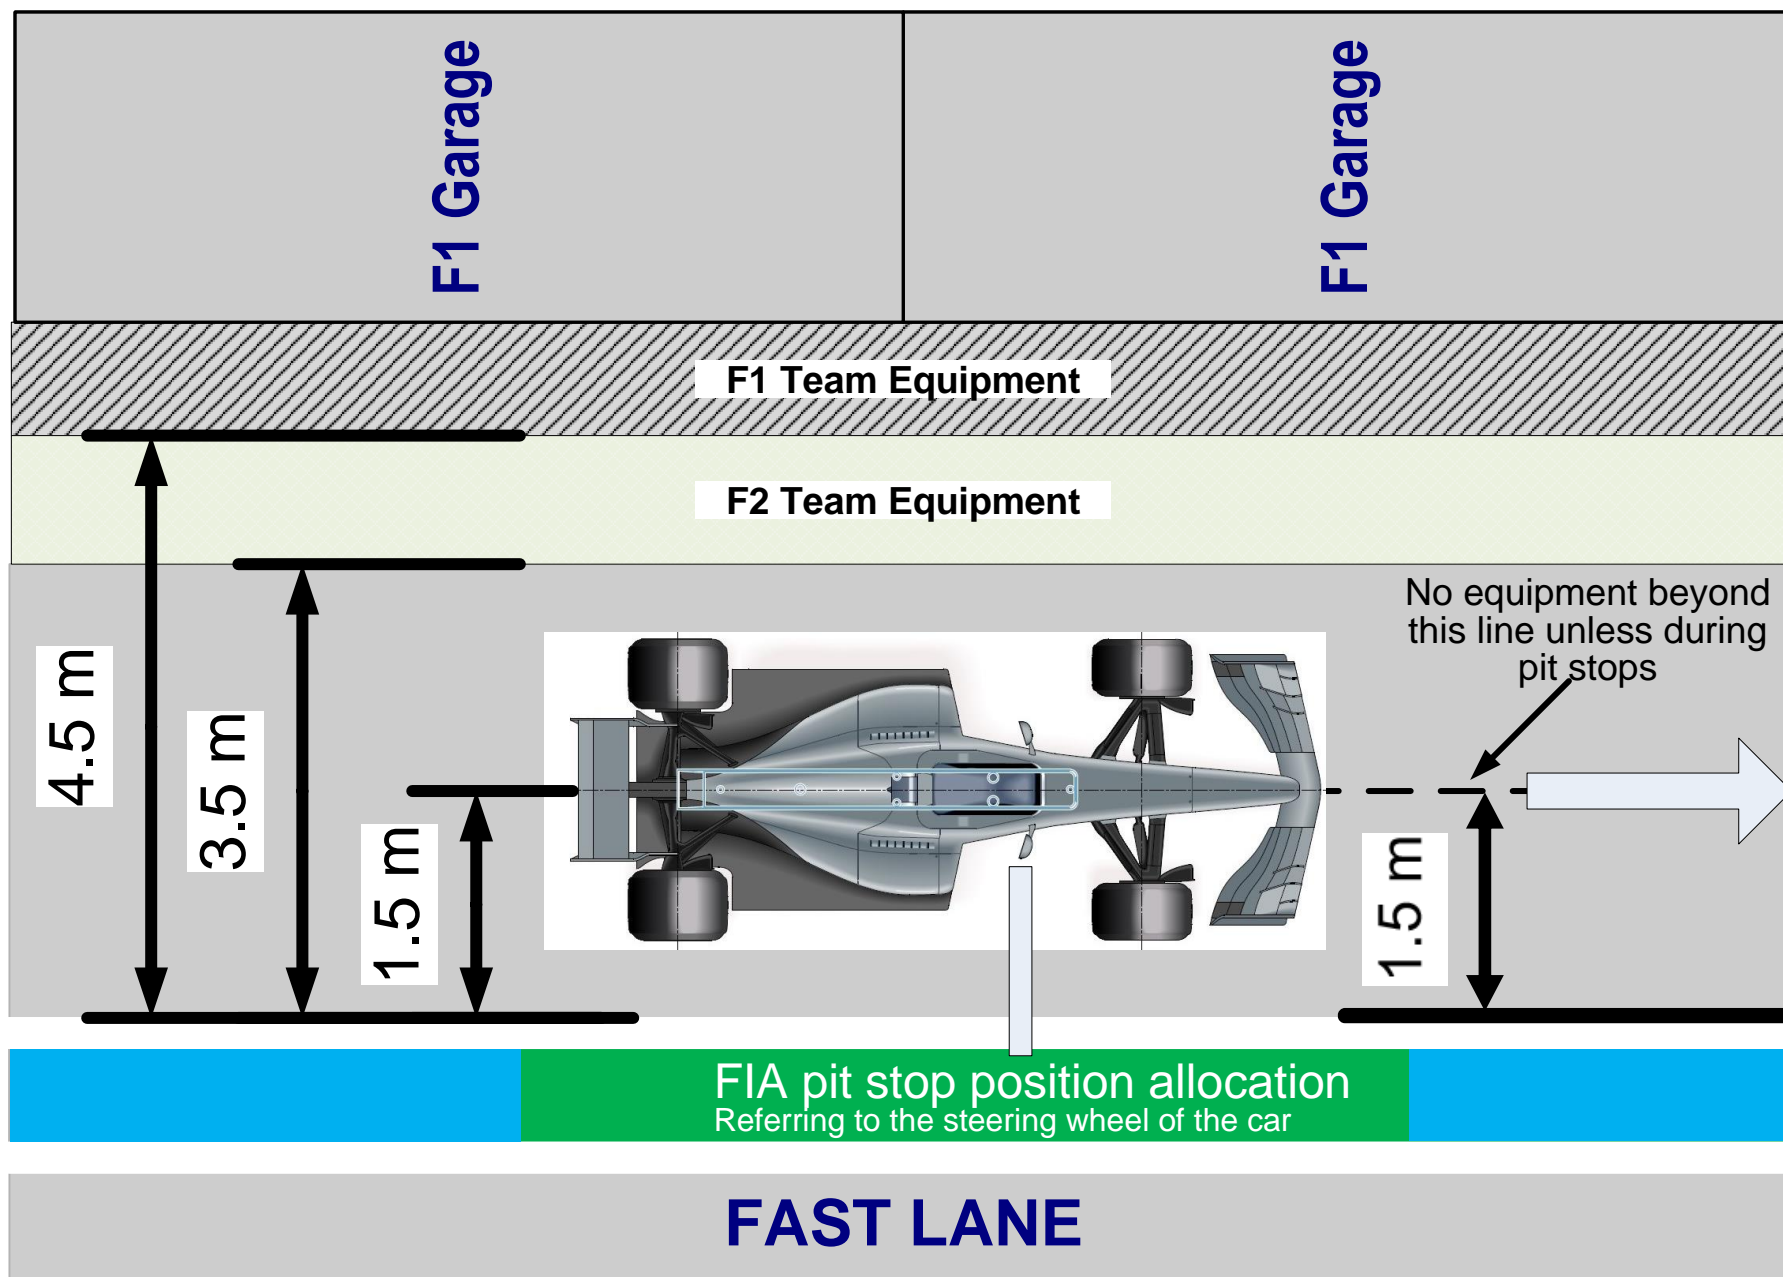 F1 Garage
F1 Garage
F1 Team Equipment
F2 Team Equipment
No equipment beyond
this line unless during
pit stops
4.5 m
3.5 m
1.5 m
1.5 m
FIA pit stop position allocation
Referring to the steering wheel of the car
FAST LANE